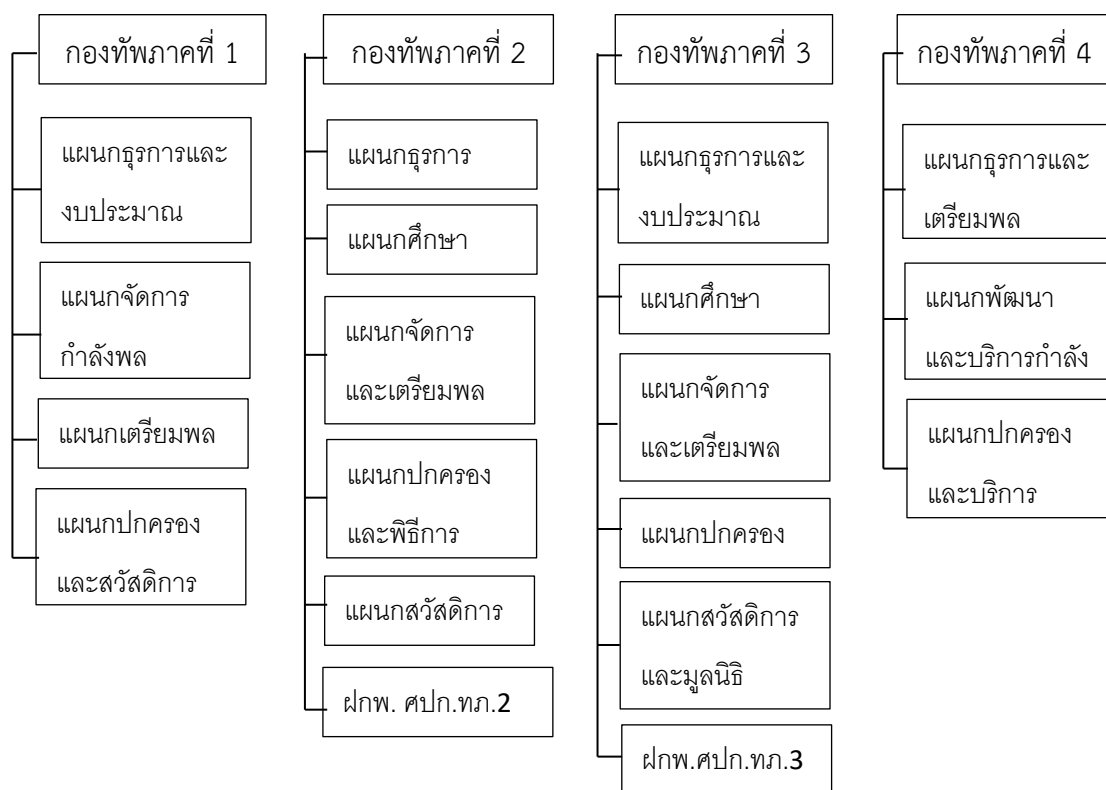 กองทัพภาคที่ 1
แผนกธุรการและ
งบประมาณ
แผนกจัดการ
กำลังพล
แผนกเตรียมพล
แผนกปกครอง
และสวัสดิการ
กองทัพภาคที่ 2
แผนกธุรการ
แผนกศึกษา
แผนกจัดการ
และเตรียมพล
แผนกปกครอง
และพิธีการ
แผนกสวัสดิการ
ฝกพ. ศปก.ทภ.2
กองทัพภาคที่ 3
แผนกธุรการและ
งบประมาณ
แผนกศึกษา
แผนกจัดการ
และเตรียมพล
แผนกปกครอง
แผนกสวัสดิการ
และมูลนิธิ
ฝกพ.ศปก.ทภ.3
กองทัพภาคที่ 4
แผนกธุรการและ
เตรียมพล
แผนกพัฒนา
และบริการกำลัง
แผนกปกครอง
และบริการ